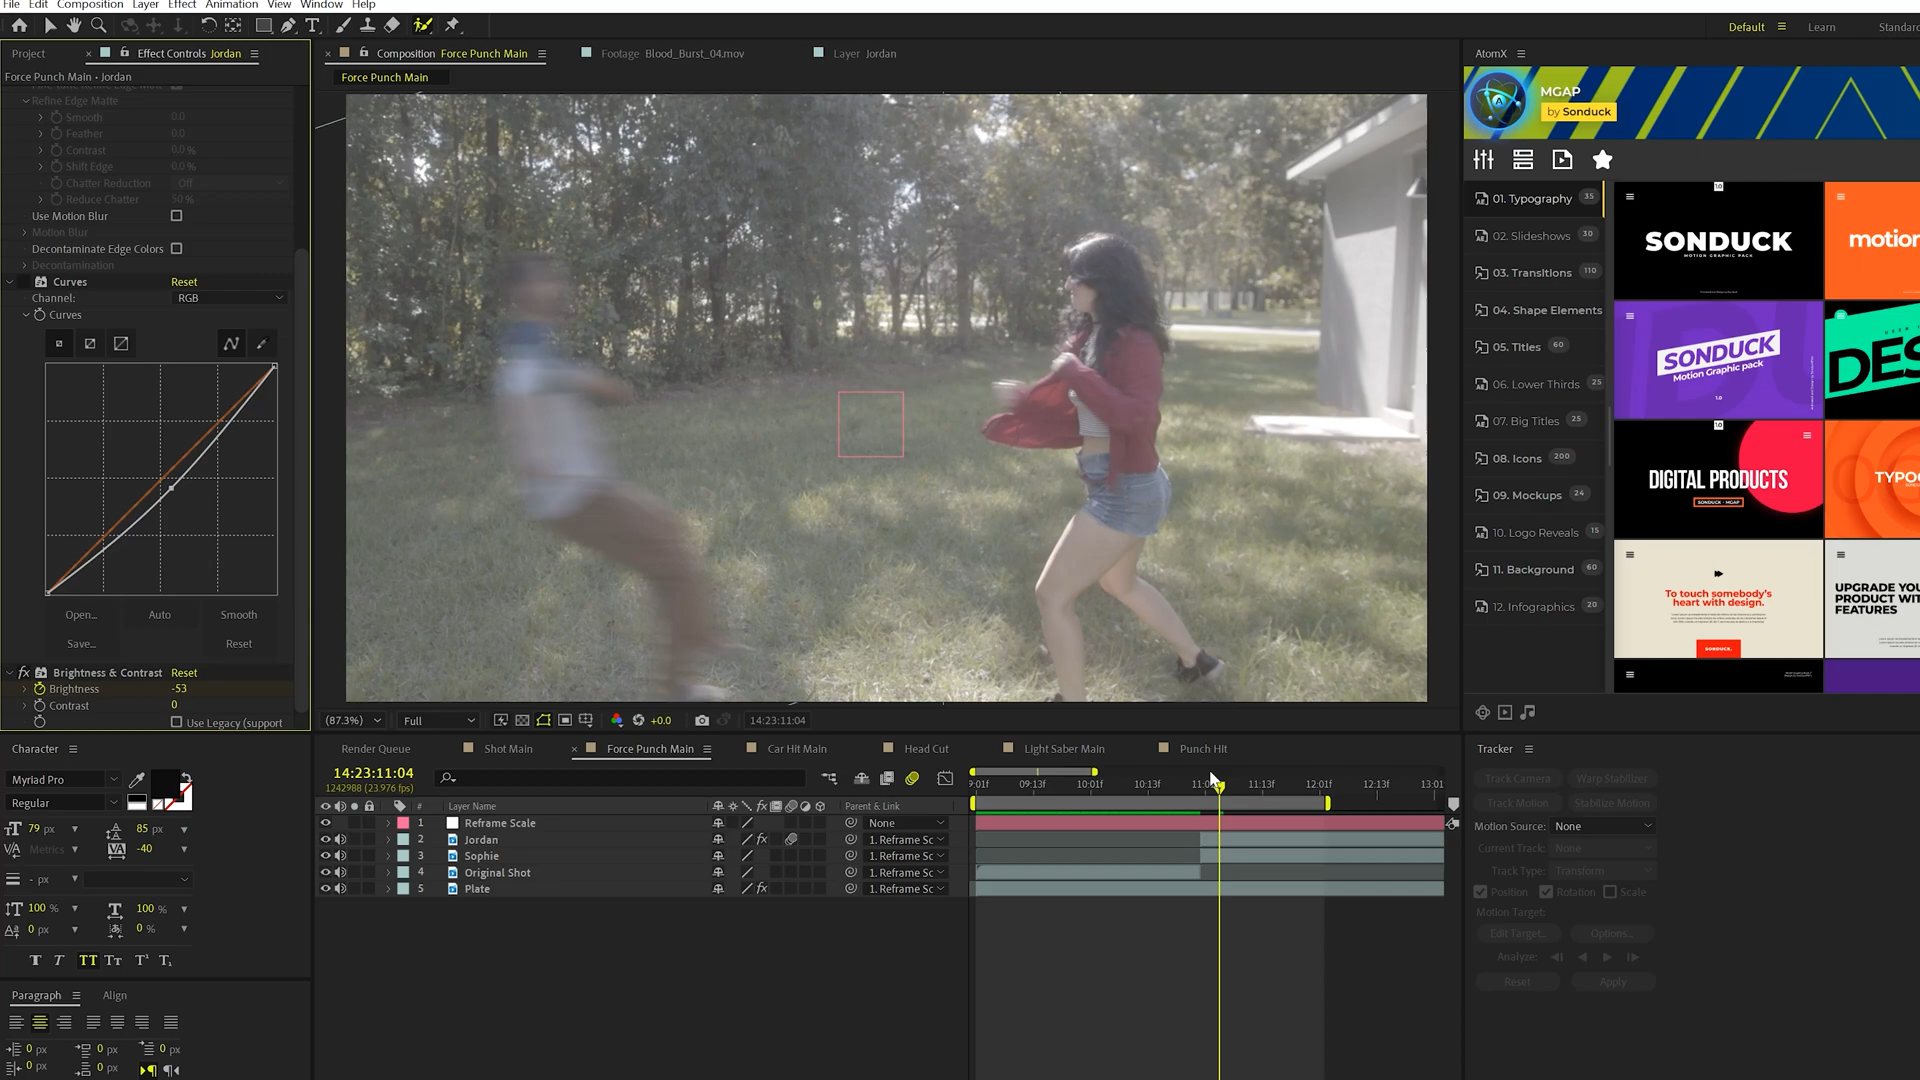 File Edit Composition Layer Effect Animation View Window Help
Default Learn Standard
Project Effect Controls Jordan
Force Punch Main • Jordan
Refine Edge Matte
Smooth 0.0
Feather 0.0
Contrast 0.0 %
Shift Edge 0.0 %
Chatter Reduction Off
Reduce Chatter 50 %
Use Motion Blur
Motion Blur
Decontaminate Edge Colors
Decontamination
Curves Reset
Channel: RGB
Curves
Open... Auto Smooth
Save... Reset
fx Brightness & Contrast Reset
Brightness -53
Contrast 0
Use Legacy (support
Composition Force Punch Main Footage Blood_Burst_04.mov Layer Jordan
Force Punch Main
(87.3%) Full +0.0 14:23:11:04
AtomX
MGAP
by Sonduck
01. Typography 35
02. Slideshows 30
03. Transitions 110
04. Shape Elements
05. Titles 60
06. Lower Thirds 25
07. Big Titles 25
08. Icons 200
09. Mockups 24
10. Logo Reveals 15
11. Background 60
12. Infographics 20
1.0
SONDUCK
MOTION GRAPHIC PACK
motion
SONDUCK
Motion Graphic pack
1.0
DES
1.0
DIGITAL PRODUCTS
SONDUCK - MGAP
TYPO
To touch somebody's
heart with design.
SONDUCK.
UPGRADE YOU
PRODUCT WIT
FEATURES
Character
Myriad Pro
Regular
79 px 85 px
Metrics -40
- px
100 % 100 %
0 px 0 %
T T TT Tт T¹ T₁
Paragraph Align
0 px 0 px 0 px
0 px 0 px
Render Queue Shot Main Force Punch Main Car Hit Main Head Cut Light Saber Main Punch Hit
14:23:11:04
1242988 (23.976 fps)
9:01f 09:13f 10:01f 10:13f 11:0 11:13f 12:01f 12:13f 13:01
# Layer Name fx Parent & Link
1 Reframe Scale None
2 Jordan fx 1. Reframe Sc
3 Sophie 1. Reframe Sc
4 Original Shot 1. Reframe Sc
5 Plate fx 1. Reframe Sc
Tracker
Track Camera Warp Stabilizer
Track Motion Stabilize Motion
Motion Source: None
Current Track: None
Track Type: Transform
Position Rotation Scale
Motion Target:
Edit Target... Options...
Analyze:
Reset Apply